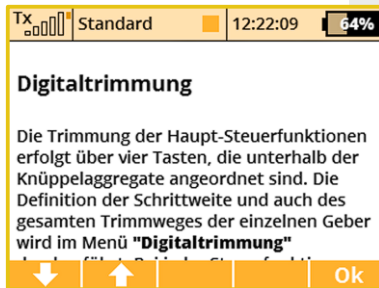 Tx Standard 12:22:09 64%
Digitaltrimmung
Die Trimmung der Haupt-Steuerfunktionen
erfolgt über vier Tasten, die unterhalb der
Knüppelaggregate angeordnet sind. Die
Definition der Schrittweite und auch des
gesamten Trimmweges der einzelnen Geber
wird im Menü "Digitaltrimmung"
Ok